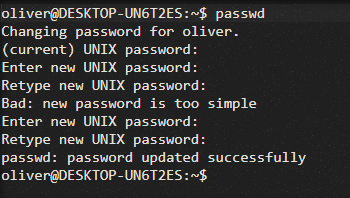 oliver@DESKTOP-UN6T2ES:~$ passwd
Changing password for oliver.
(current) UNIX password:
Enter new UNIX password:
Retype new UNIX password:
Bad: new password is too simple
Enter new UNIX password:
Retype new UNIX password:
passwd: password updated successfully
oliver@DESKTOP-UN6T2ES:~$